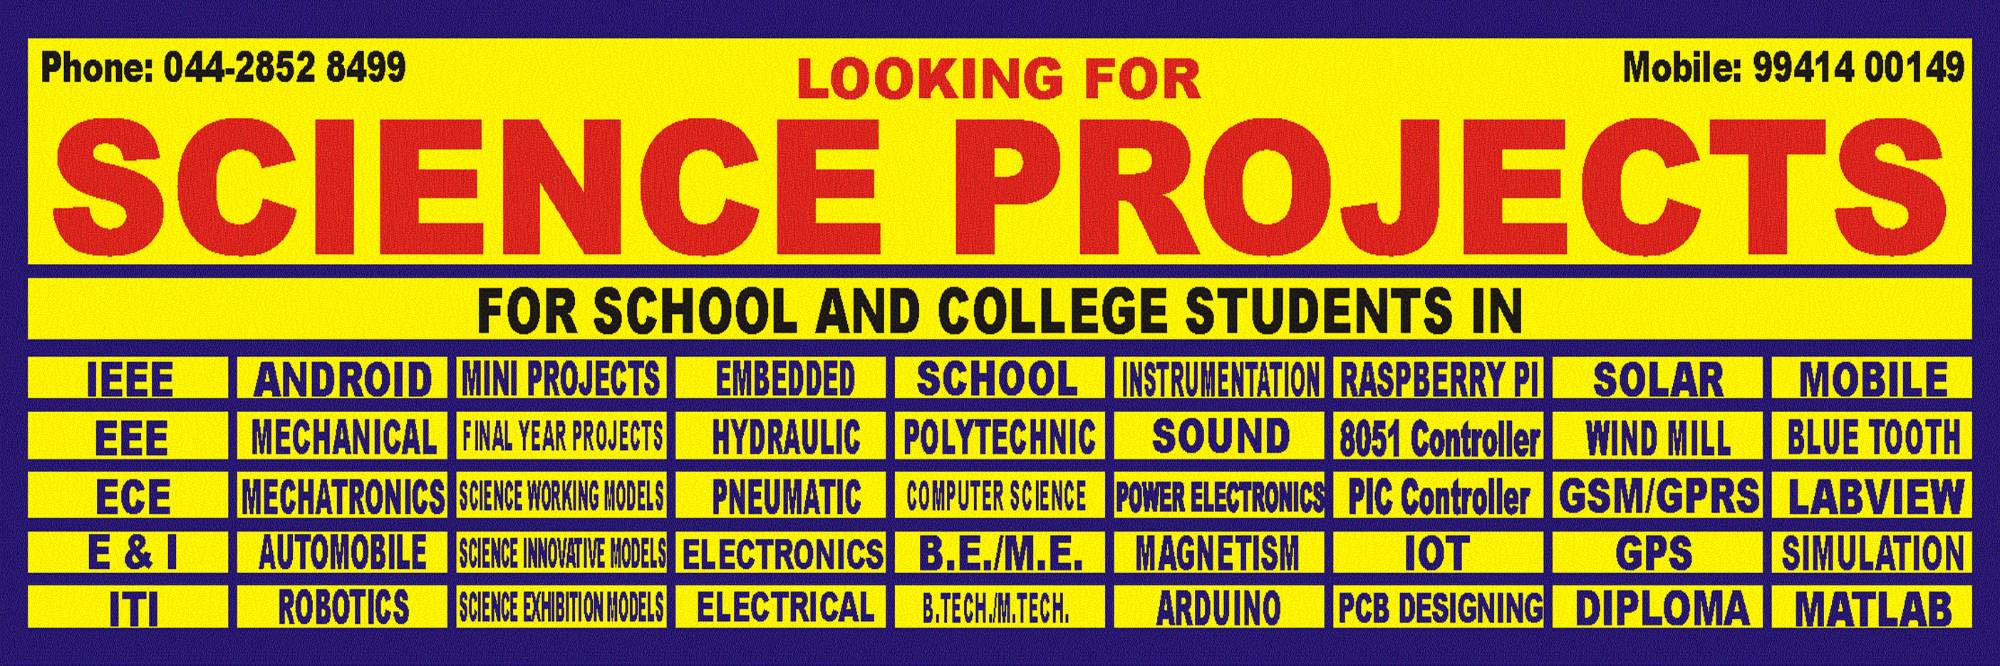 Phone: 044-2852 8499 LOOKING FOR Mobile: 99414 00149
SCIENCE PROJECTS
FOR SCHOOL AND COLLEGE STUDENTS IN
IEEE ANDROID MINI PROJECTS EMBEDDED SCHOOL INSTRUMENTATION RASPBERRY PI SOLAR MOBILE
EEE MECHANICAL FINAL YEAR PROJECTS HYDRAULIC POLYTECHNIC SOUND 8051 Controller WIND MILL BLUE TOOTH
ECE MECHATRONICS SCIENCE WORKING MODELS PNEUMATIC COMPUTER SCIENCE POWER ELECTRONICS PIC Controller GSM/GPRS LABVIEW
E & I AUTOMOBILE SCIENCE INNOVATIVE MODELS ELECTRONICS B.E./M.E. MAGNETISM IOT GPS SIMULATION
ITI ROBOTICS SCIENCE EXHIBITION MODELS ELECTRICAL B.TECH./M.TECH. ARDUINO PCB DESIGNING DIPLOMA MATLAB